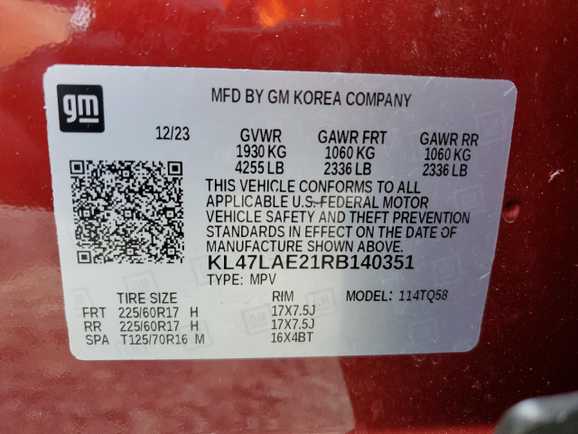 gm
MFD BY GM KOREA COMPANY
12/23 GVWR GAWR FRT GAWR RR
1930 KG 1060 KG 1060 KG
4255 LB 2336 LB 2336 LB
THIS VEHICLE CONFORMS TO ALL
APPLICABLE U.S. FEDERAL MOTOR
VEHICLE SAFETY AND THEFT PREVENTION
STANDARDS IN EFFECT ON THE DATE OF
MANUFACTURE SHOWN ABOVE.
KL47LAE21RB140351
TYPE: MPV
TIRE SIZE RIM MODEL: 114TQ58
FRT 225/60R17 H 17X7.5J
RR 225/60R17 H 17X7.5J
SPA T125/70R16 M 16X4BT